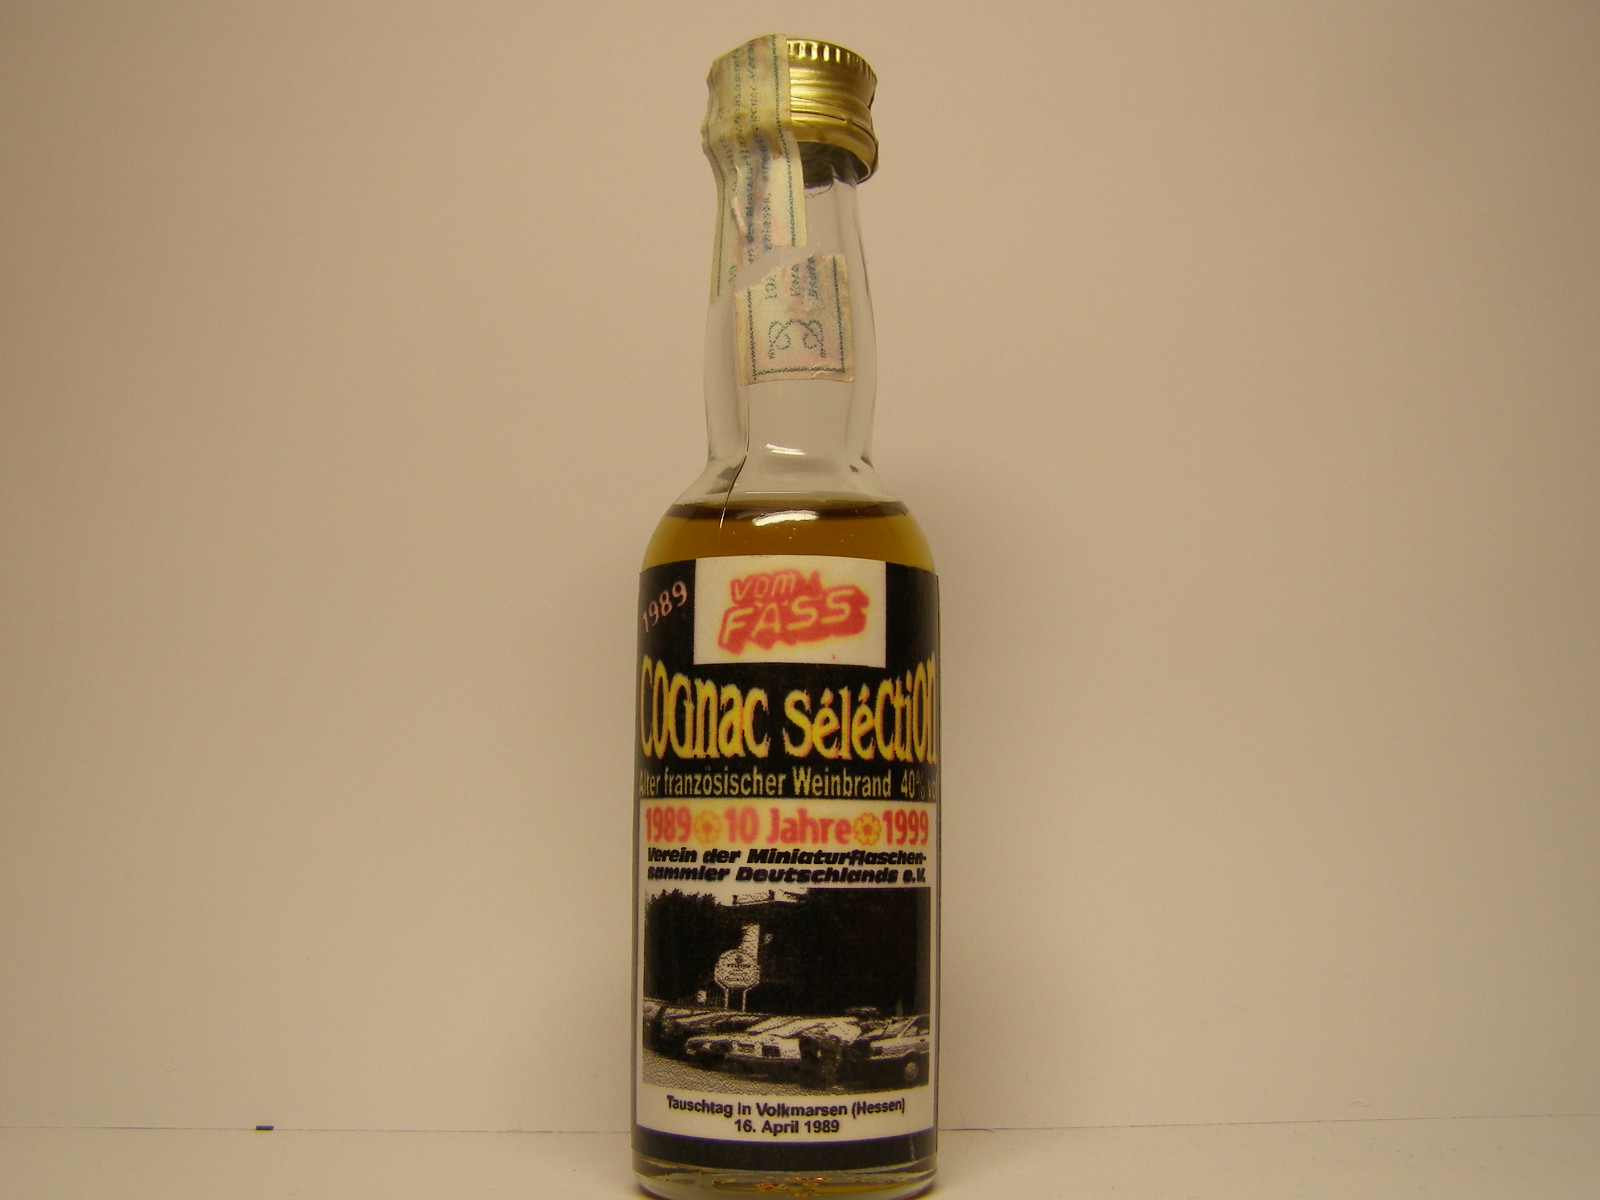 1989
vom
FASS
Cognac Séléction
Alter französischer Weinbrand 40% vol
1989 10 Jahre 1999
Verein der Miniaturflaschen-
sammler Deutschlands e.V.
Tauschtag in Volkmarsen (Hessen)
16. April 1989